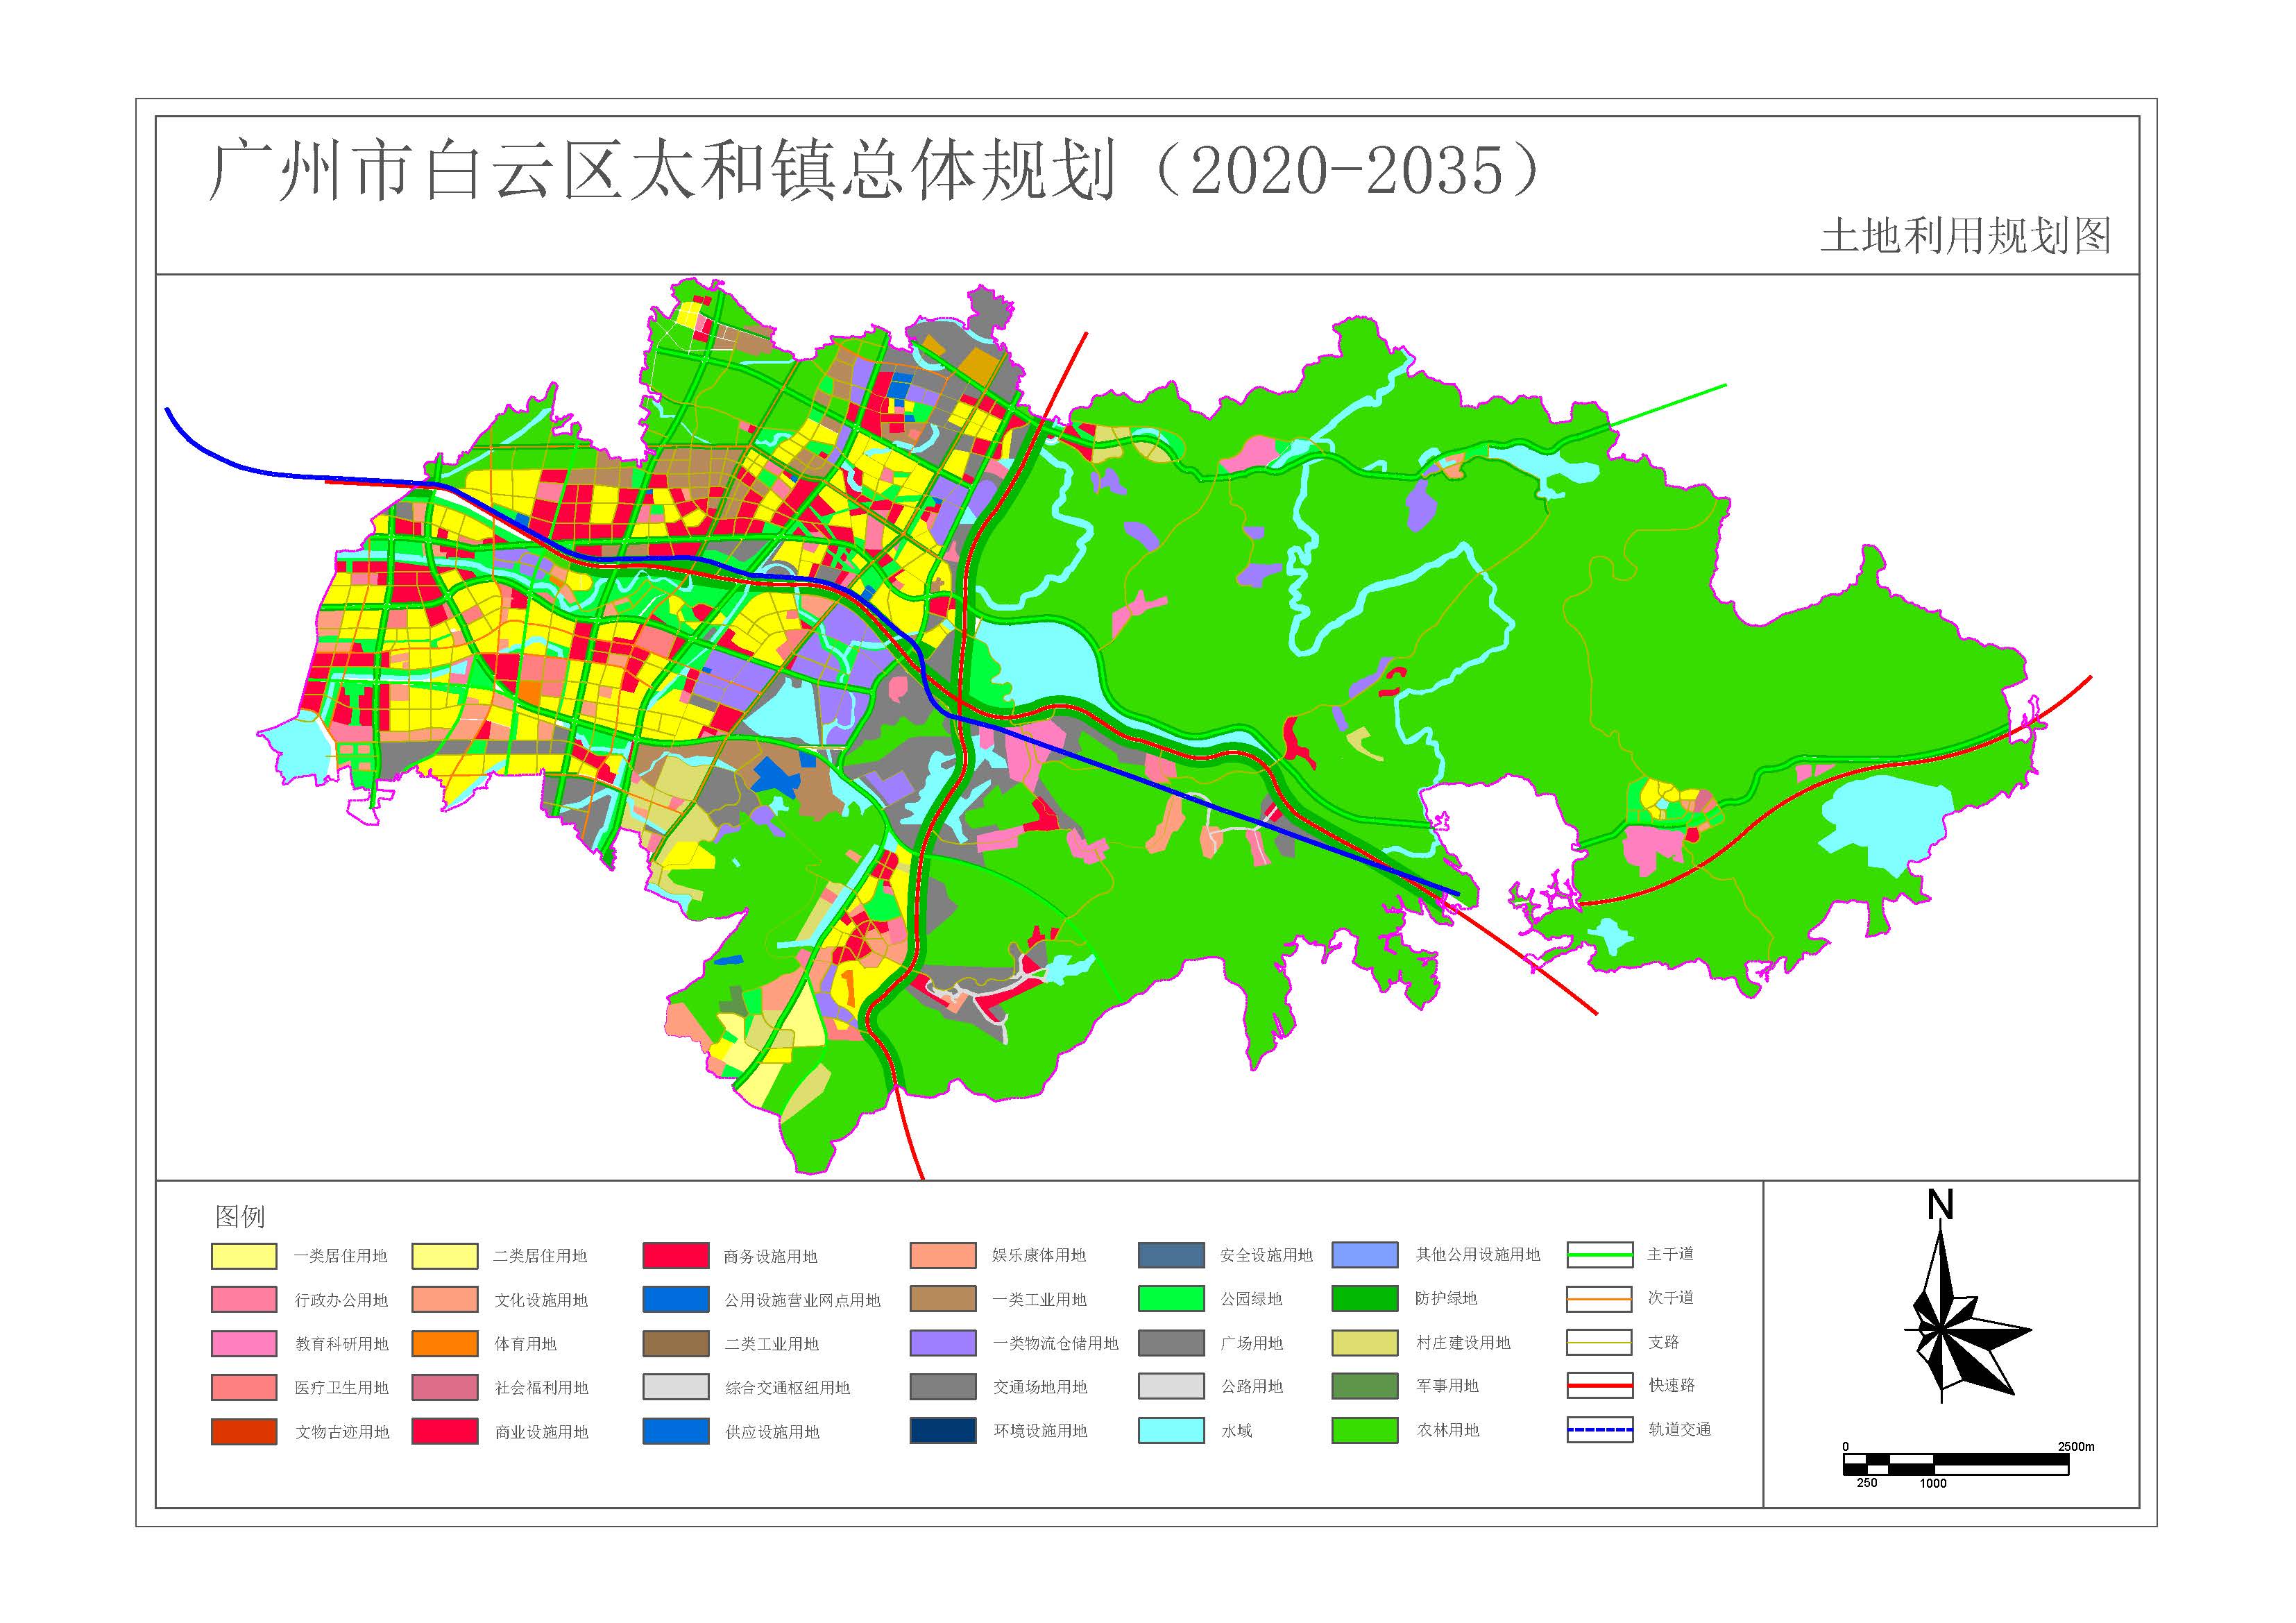 广州市白云区太和镇总体规划（2020-2035）
土地利用规划图
图例
一类居住用地 二类居住用地 商务设施用地 娱乐康体用地 安全设施用地 其他公用设施用地 主干道
行政办公用地 文化设施用地 公用设施营业网点用地 一类工业用地 公园绿地 防护绿地 次干道
教育科研用地 体育用地 二类工业用地 一类物流仓储用地 广场用地 村庄建设用地 支路
医疗卫生用地 社会福利用地 综合交通枢纽用地 交通场地用地 公路用地 军事用地 快速路
文物古迹用地 商业设施用地 供应设施用地 环境设施用地 水域 农林用地 轨道交通
N
0 2500m
250 1000